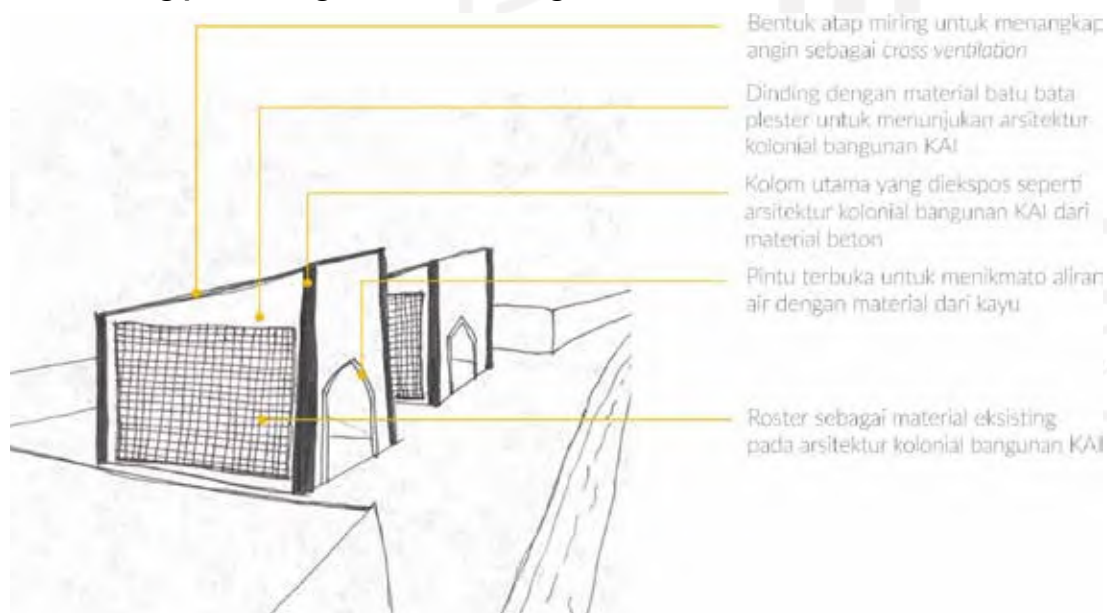 Bentuk atap miring untuk menangkap
angin sebagai cross ventilation
Dinding dengan material batu bata
plester untuk menunjukan arsitektur
kolonial bangunan KAI
Kolom utama yang diekspos seperti
arsitektur kolonial bangunan KAI dari
material beton
Pintu terbuka untuk menikmato aliran
air dengan material dari kayu
Roster sebagai material eksisting
pada arsitektur kolonial bangunan KAI